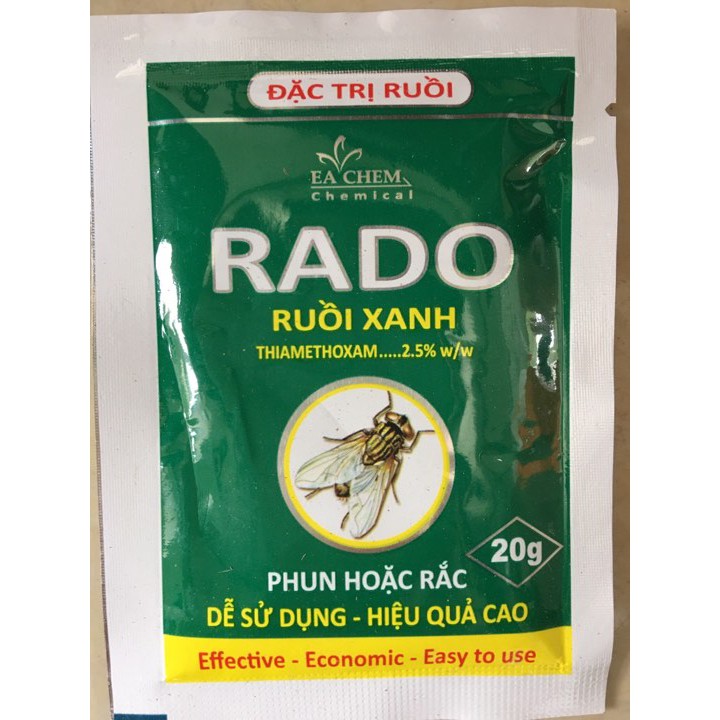 ĐẶC TRỊ RUỒI
EA CHEM
Chemical
RADO
RUỒI XANH
THIAMETHOXAM.....2.5% w/w
20g
PHUN HOẶC RẮC
DỄ SỬ DỤNG - HIỆU QUẢ CAO
Effective - Economic - Easy to use